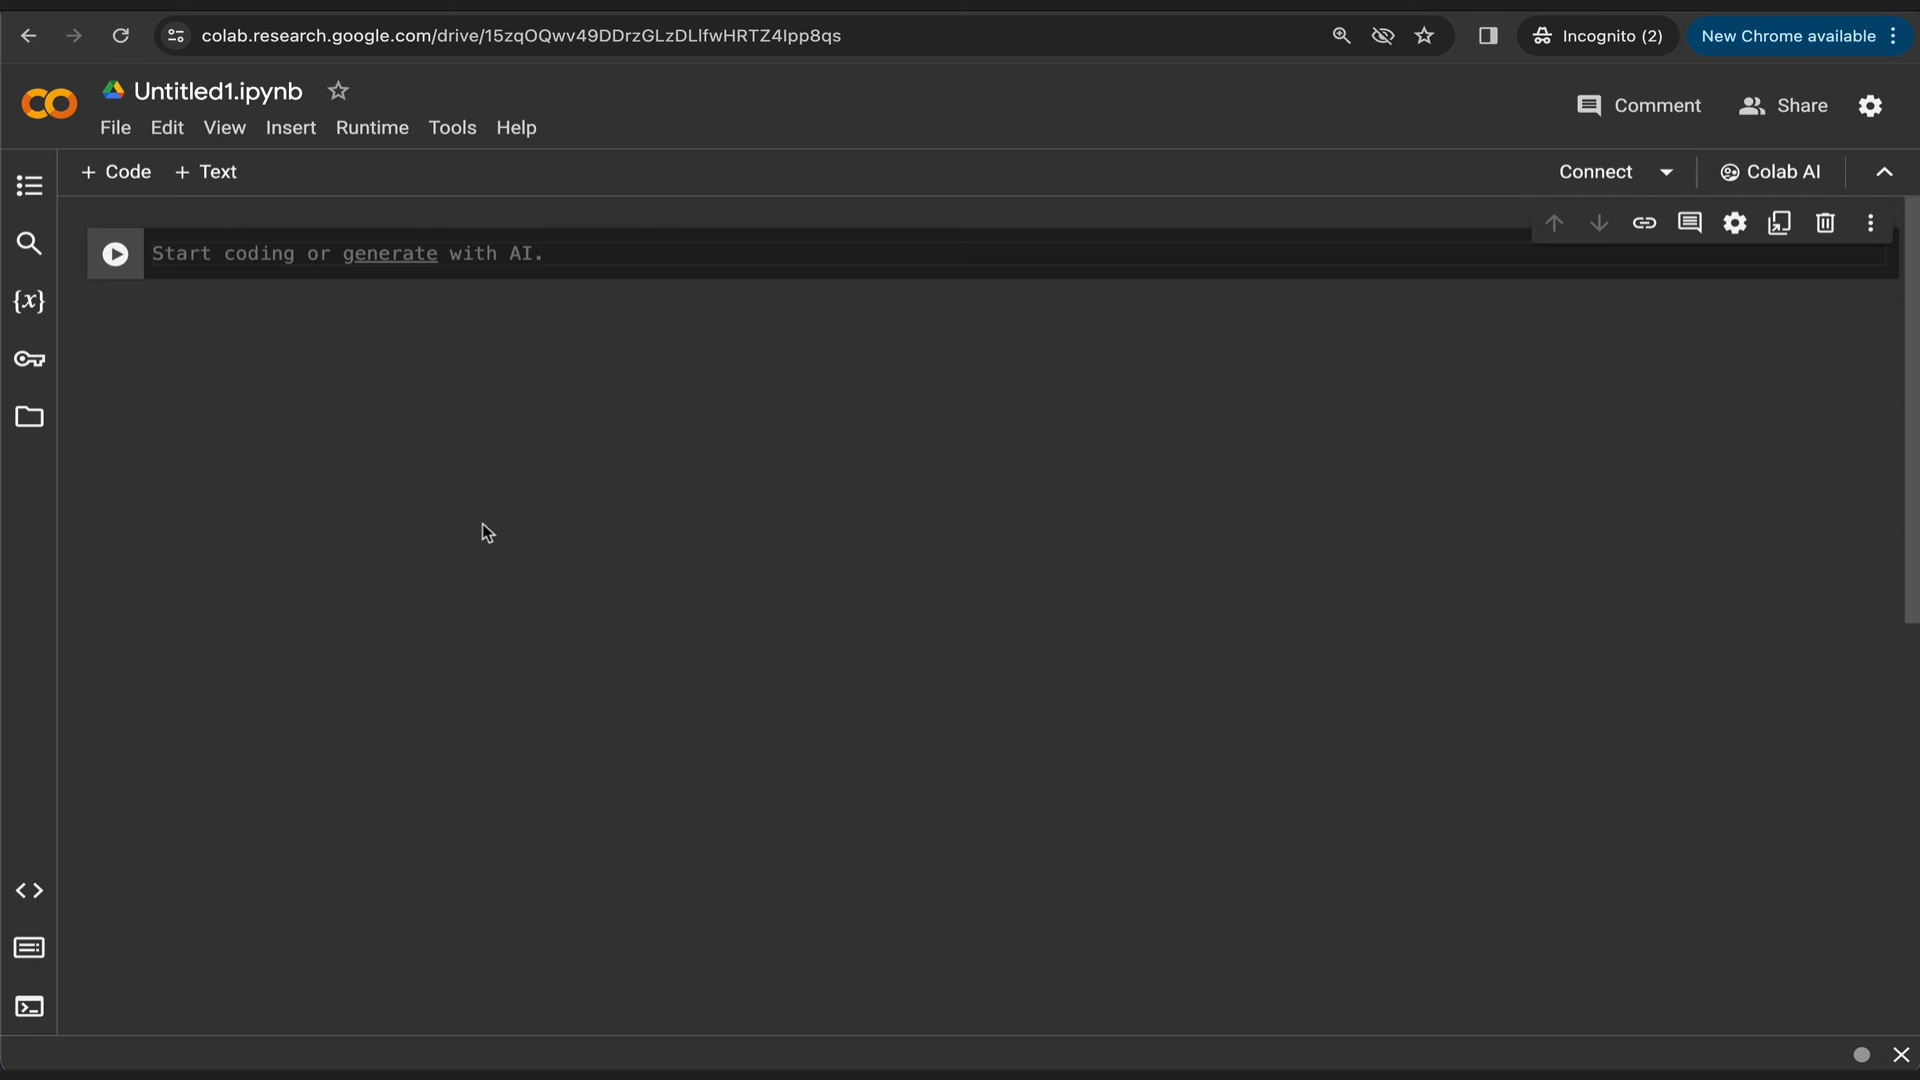 colab.research.google.com/drive/15zqOQwv49DDrzGLzDLlfwHRTZ4Ipp8qs
Incognito (2)
New Chrome available
Untitled1.ipynb
File Edit View Insert Runtime Tools Help
Comment
Share
+ Code + Text
Connect
Colab AI
{x}
Start coding or generate with AI.